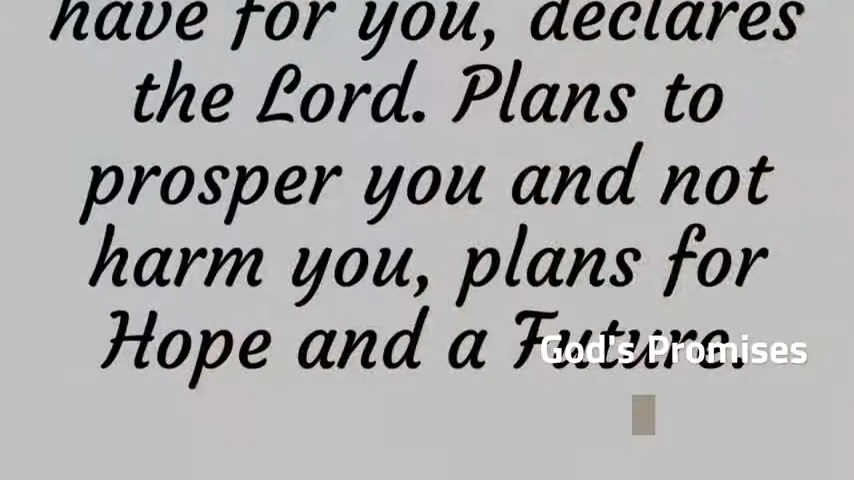 have for you, declares
the Lord. Plans to
prosper you and not
harm you, plans for
Hope and a Future.
God's Promises